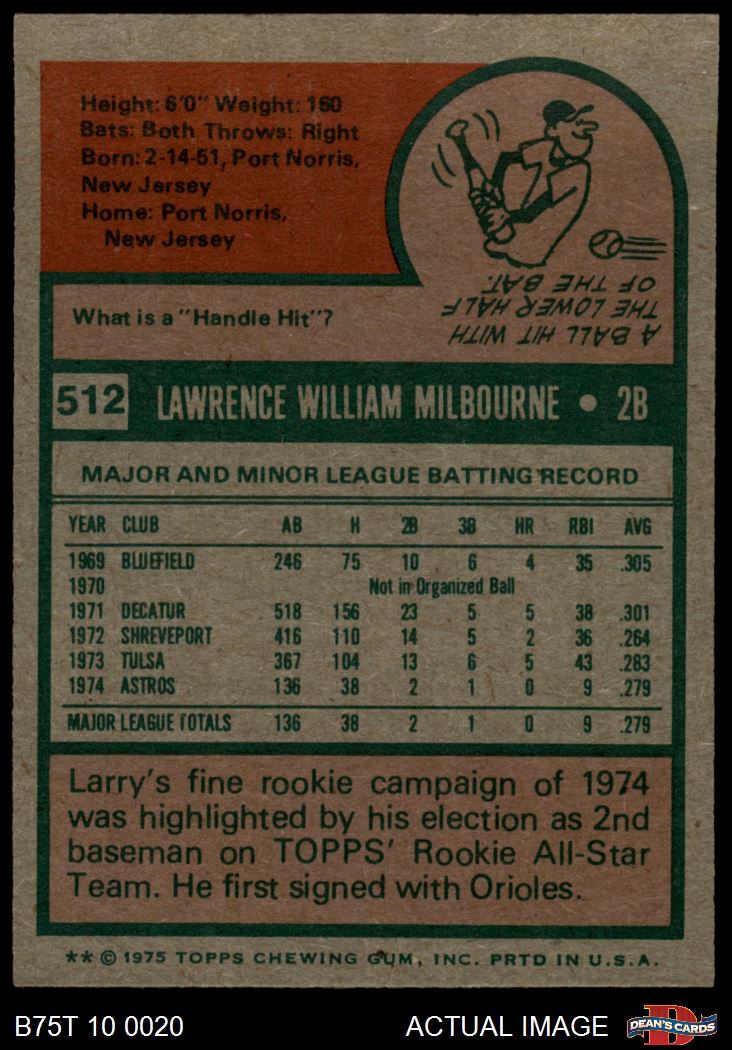 Height: 6'0" Weight: 160
Bats: Both Throws: Right
Born: 2-14-51, Port Norris,
New Jersey
Home: Port Norris,
New Jersey
What is a "Handle Hit"?
A BALL HIT WITH
THE LOWER HALF
OF THE BAT.
512 LAWRENCE WILLIAM MILBOURNE • 2B
MAJOR AND MINOR LEAGUE BATTING RECORD
YEAR CLUB AB H 2B 3B HR RBI AVG
1969 BLUEFIELD 246 75 10 6 4 35 .305
1970 Not in Organized Ball
1971 DECATUR 518 156 23 5 5 38 .301
1972 SHREVEPORT 416 110 14 5 2 36 .264
1973 TULSA 367 104 13 6 5 43 .283
1974 ASTROS 136 38 2 1 0 9 .279
MAJOR LEAGUE TOTALS 136 38 2 1 0 9 .279
Larry's fine rookie campaign of 1974
was highlighted by his election as 2nd
baseman on TOPPS' Rookie All-Star
Team. He first signed with Orioles.
** © 1975 TOPPS CHEWING GUM, INC. PRTD IN U.S.A.
B75T 10 0020 ACTUAL IMAGE
DEAN'S CARDS